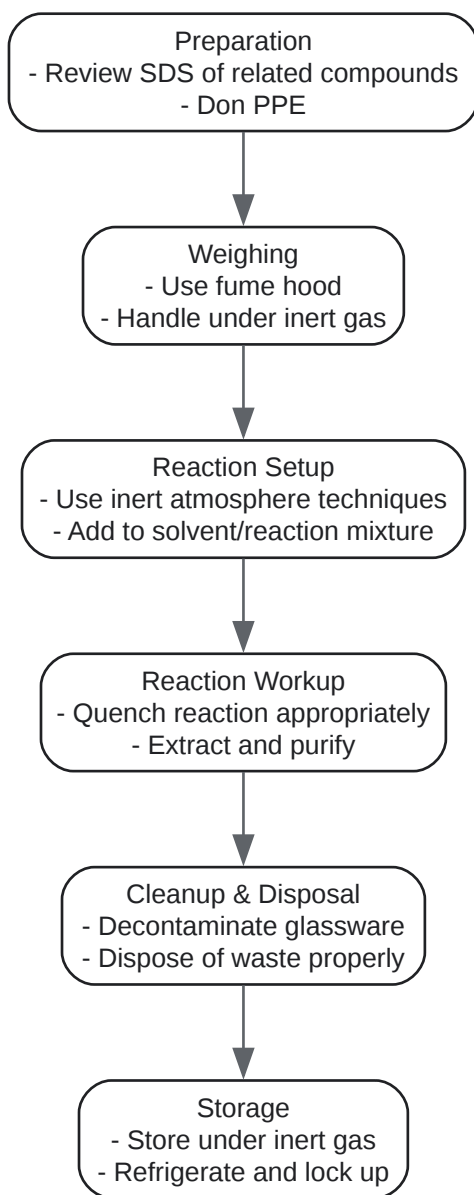 Preparation
- Review SDS of related compounds
- Don PPE
Weighing
- Use fume hood
- Handle under inert gas
Reaction Setup
- Use inert atmosphere techniques
- Add to solvent/reaction mixture
Reaction Workup
- Quench reaction appropriately
- Extract and purify
Cleanup & Disposal
- Decontaminate glassware
- Dispose of waste properly
Storage
- Store under inert gas
- Refrigerate and lock up